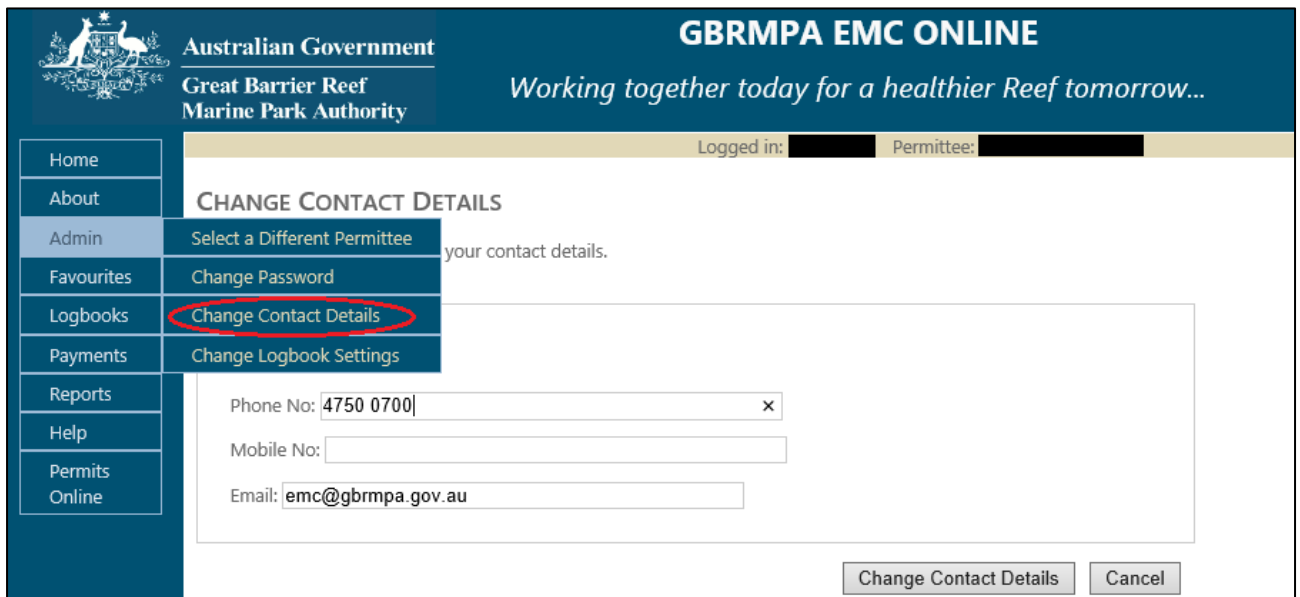 Australian Government
Great Barrier Reef
Marine Park Authority
GBRMPA EMC ONLINE
Working together today for a healthier Reef tomorrow...
Logged in: Permittee:
Home
About
Admin
Favourites
Logbooks
Payments
Reports
Help
Permits
Online
Select a Different Permittee
Change Password
Change Contact Details
Change Logbook Settings
CHANGE CONTACT DETAILS
your contact details.
Phone No: 4750 0700 ×
Mobile No:
Email: emc@gbrmpa.gov.au
Change Contact Details Cancel